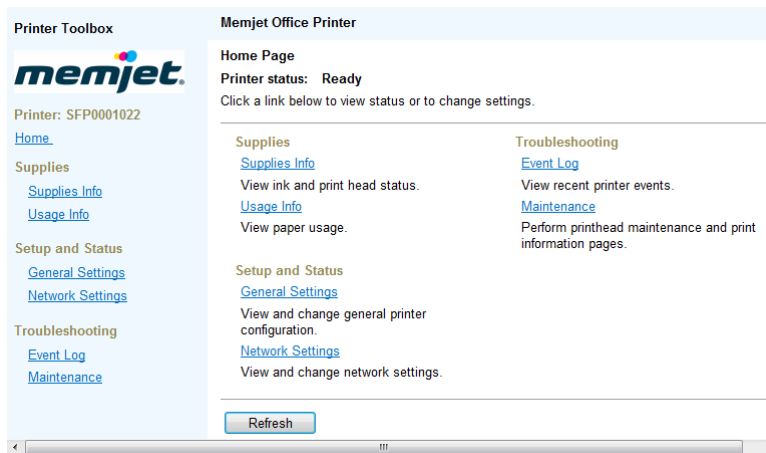 Printer Toolbox
memjet.
Printer: SFP0001022
Home
Supplies
Supplies Info
Usage Info
Setup and Status
General Settings
Network Settings
Troubleshooting
Event Log
Maintenance
Memjet Office Printer
Home Page
Printer status: Ready
Click a link below to view status or to change settings.
Supplies
Supplies Info
View ink and print head status.
Usage Info
View paper usage.
Setup and Status
General Settings
View and change general printer
configuration.
Network Settings
View and change network settings.
Troubleshooting
Event Log
View recent printer events.
Maintenance
Perform printhead maintenance and print
information pages.
Refresh